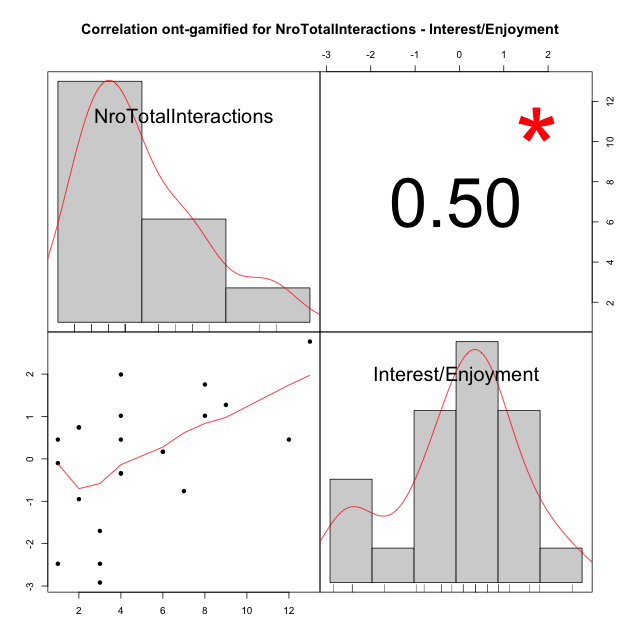 Correlation ont-gamified for NroTotalInteractions - Interest/Enjoyment
-3 -2 -1 0 1 2
NroTotalInteractions
0.50
*
12
10
8
6
4
2
Interest/Enjoyment
2
1
0
-1
-2
-3
2 4 6 8 10 12